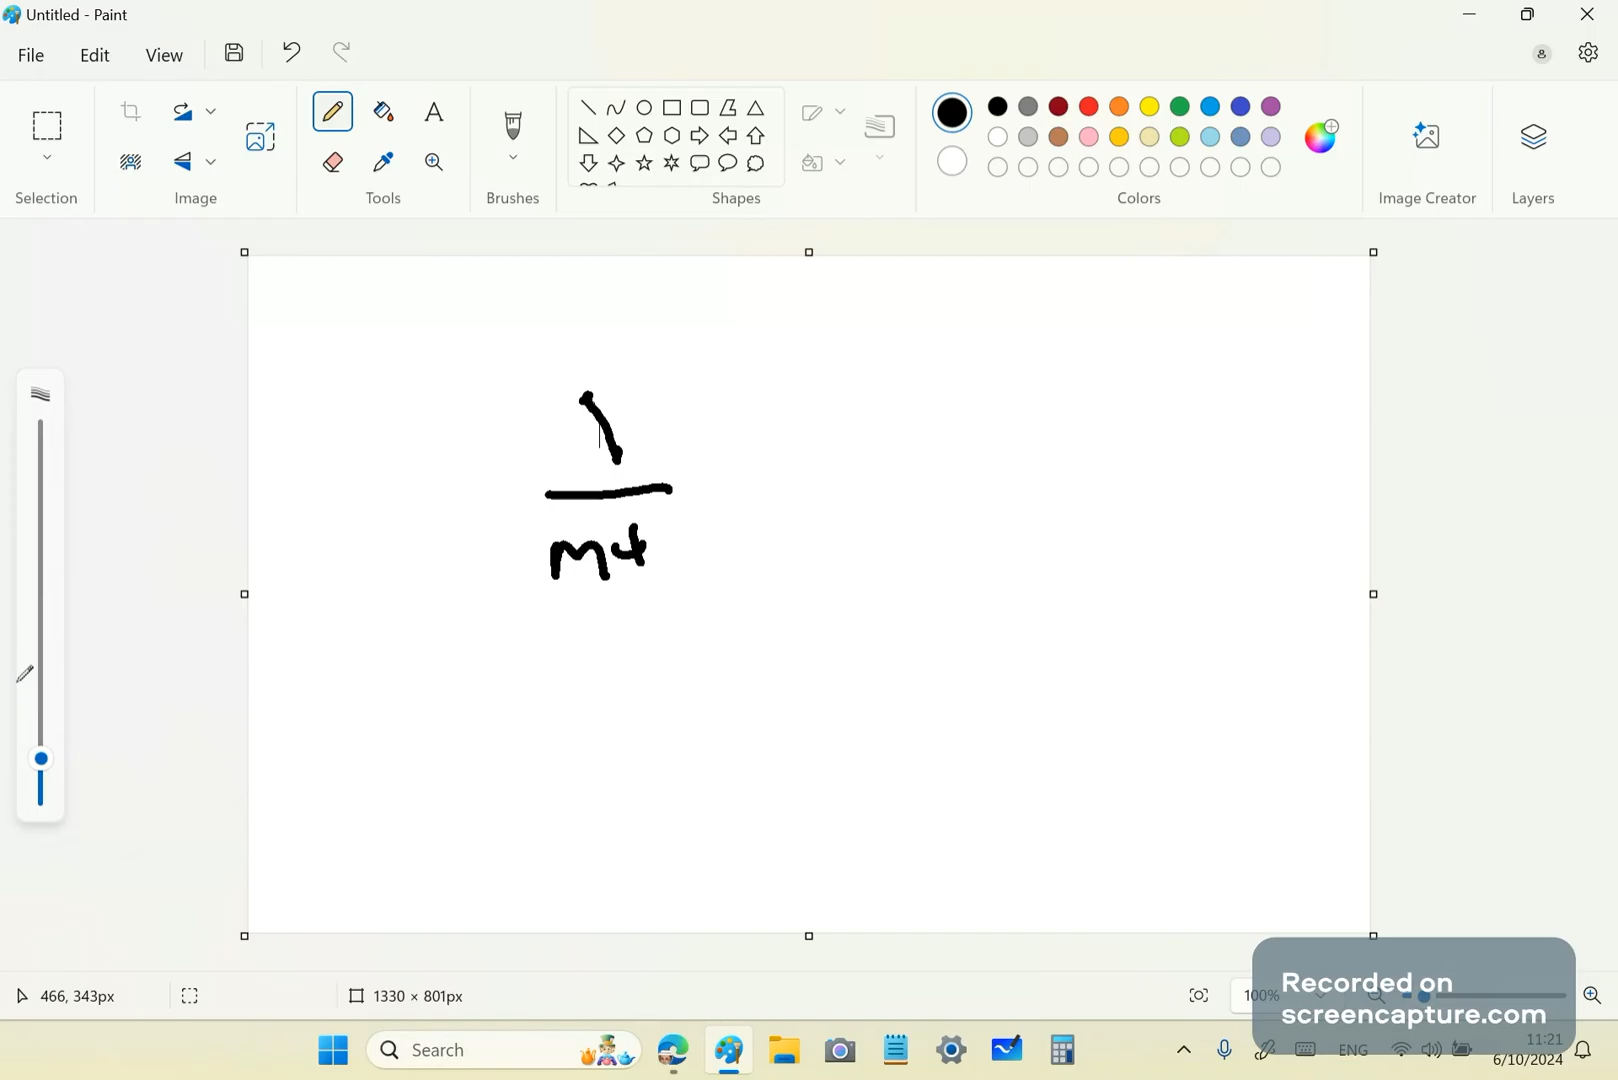 Untitled - Paint
File Edit View
Selection Image Tools Brushes Shapes Colors Image Creator Layers
1
m4
466, 343px 1330 × 801px 100%
Recorded on
screencapture.com
Search ENG 11:21
6/10/2024